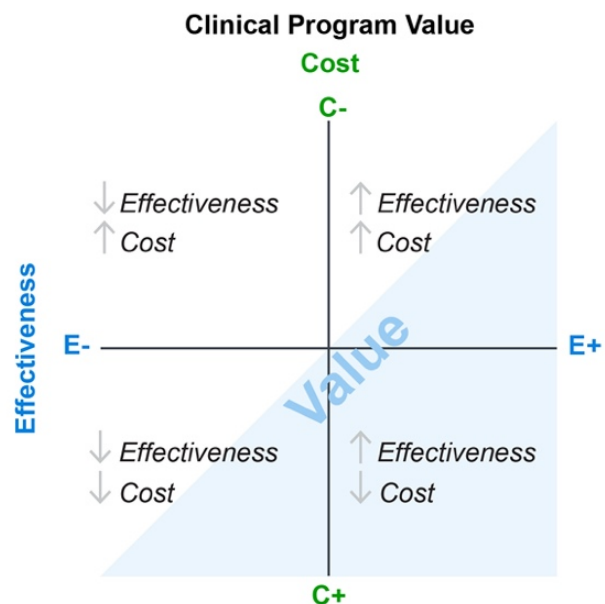 Clinical Program Value
Cost
C-
↓ Effectiveness
↑ Cost
↑ Effectiveness
↑ Cost
Effectiveness
E-
E+
Value
↓ Effectiveness
↓ Cost
↑ Effectiveness
↓ Cost
C+